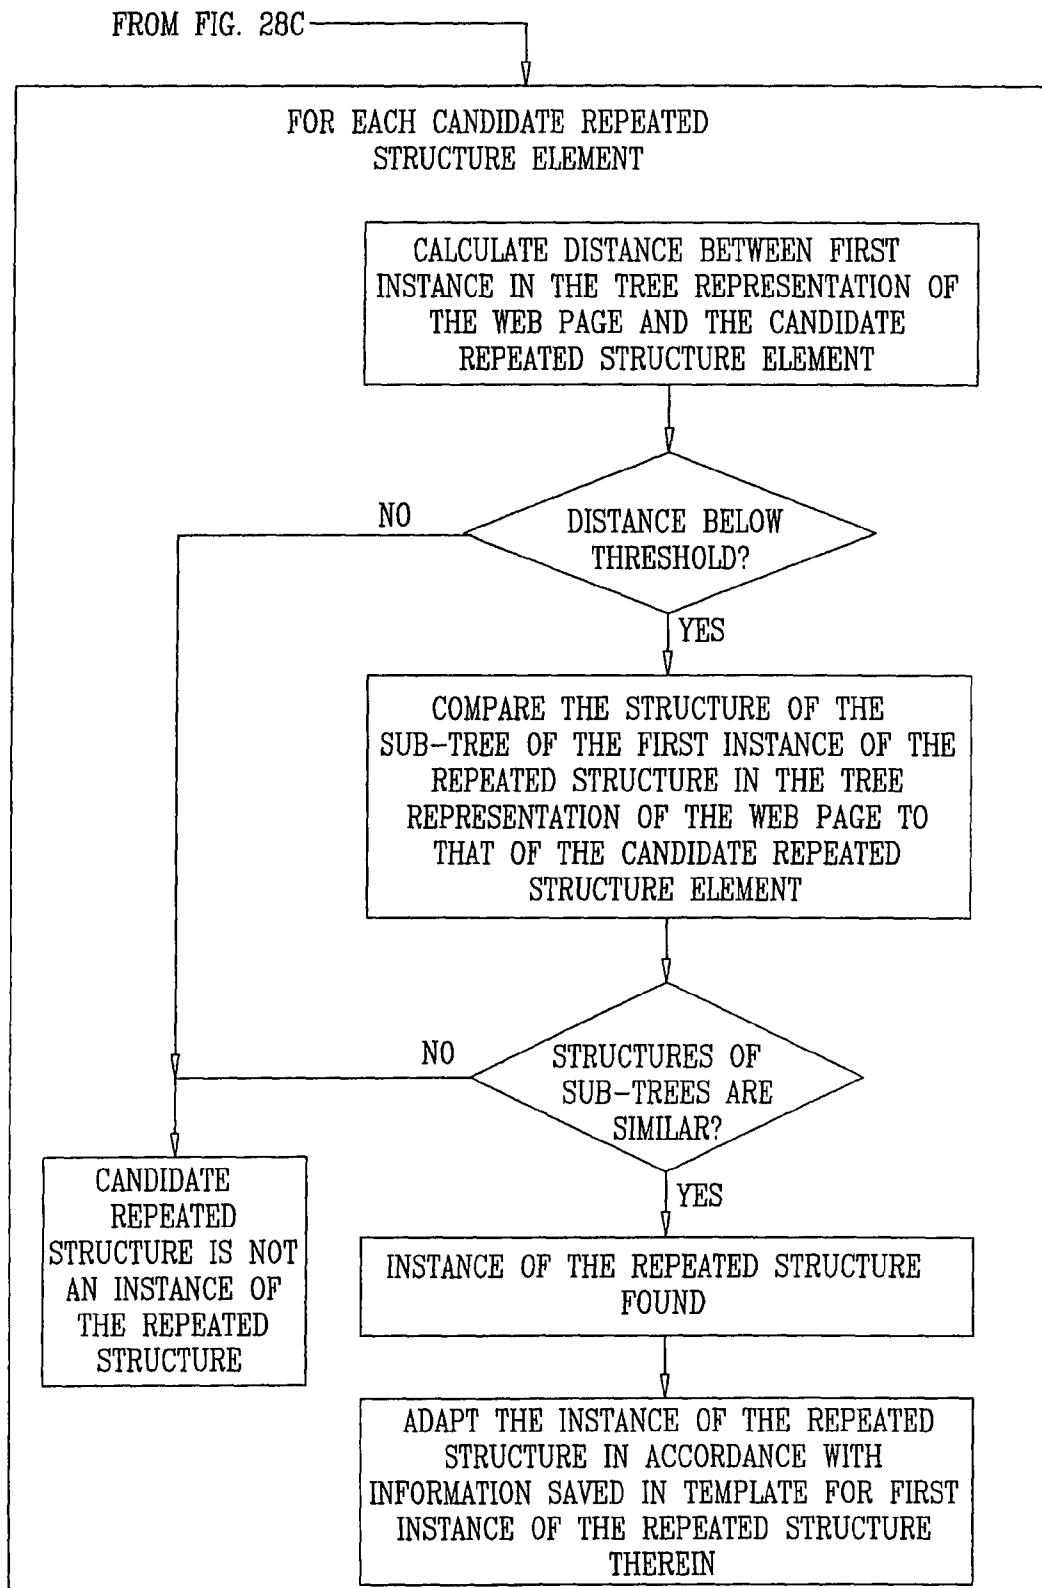 FROM FIG. 28C
FOR EACH CANDIDATE REPEATED
STRUCTURE ELEMENT
CALCULATE DISTANCE BETWEEN FIRST
INSTANCE IN THE TREE REPRESENTATION OF
THE WEB PAGE AND THE CANDIDATE
REPEATED STRUCTURE ELEMENT
NO
DISTANCE BELOW
THRESHOLD?
YES
COMPARE THE STRUCTURE OF THE
SUB-TREE OF THE FIRST INSTANCE OF THE
REPEATED STRUCTURE IN THE TREE
REPRESENTATION OF THE WEB PAGE TO
THAT OF THE CANDIDATE REPEATED
STRUCTURE ELEMENT
NO
STRUCTURES OF
SUB-TREES ARE
SIMILAR?
YES
CANDIDATE
REPEATED
STRUCTURE IS NOT
AN INSTANCE OF
THE REPEATED
STRUCTURE
INSTANCE OF THE REPEATED STRUCTURE
FOUND
ADAPT THE INSTANCE OF THE REPEATED
STRUCTURE IN ACCORDANCE WITH
INFORMATION SAVED IN TEMPLATE FOR FIRST
INSTANCE OF THE REPEATED STRUCTURE
THEREIN